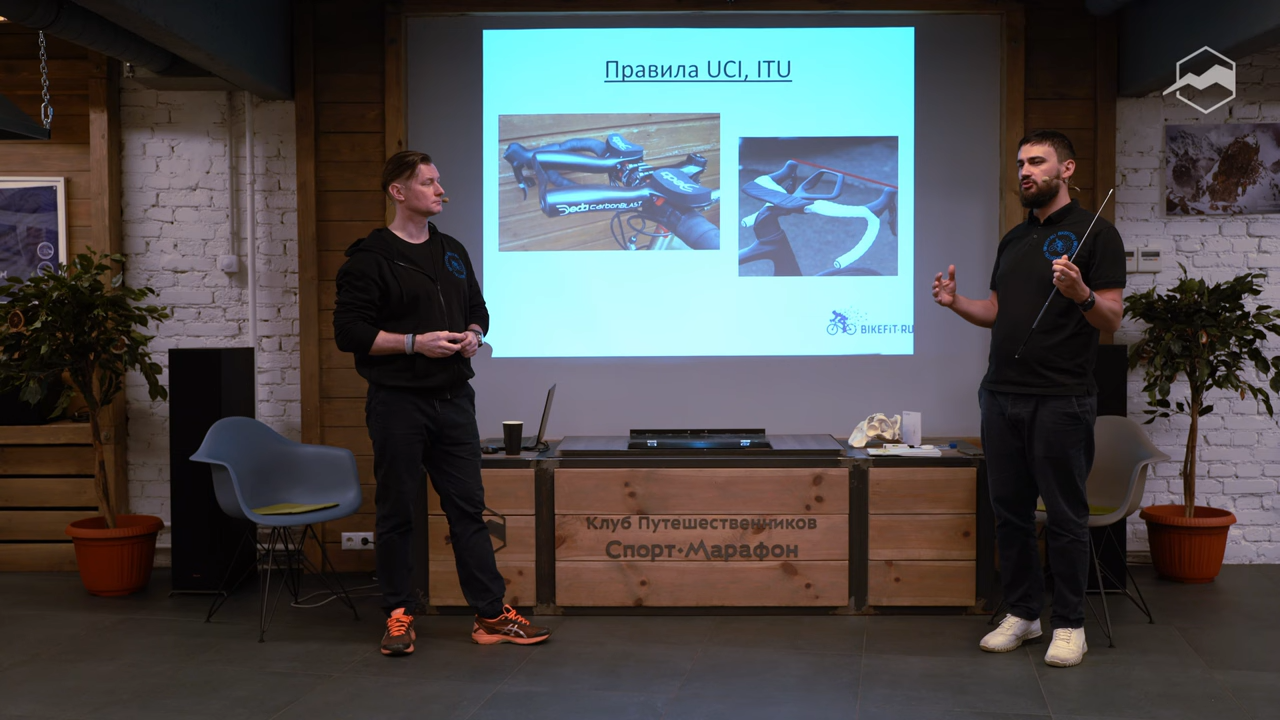 Правила UCI, ITU
Deda CARBONBLAST
BIKEFIT.RU
Клуб Путешественников
Спорт-Марафон